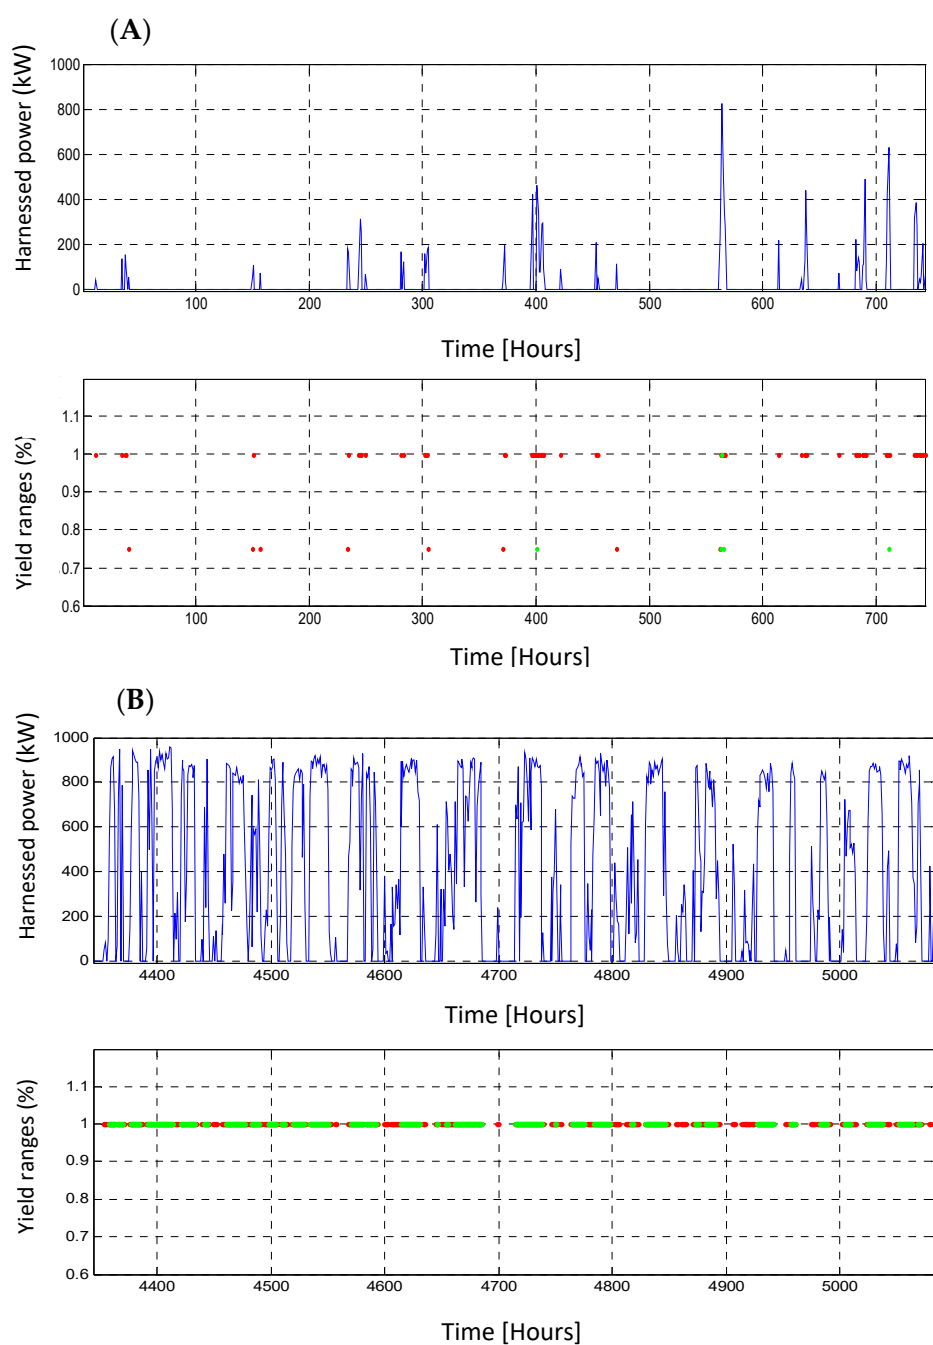 (A)
Harnessed power (kW)
1000
800
600
400
200
0
100 200 300 400 500 600 700
Time [Hours]
Yield ranges (%)
1.1
1
0.9
0.8
0.7
0.6
100 200 300 400 500 600 700
Time [Hours]
(B)
Harnessed power (kW)
1000
800
600
400
200
0
4400 4500 4600 4700 4800 4900 5000
Time [Hours]
Yield ranges (%)
1.1
1
0.9
0.8
0.7
0.6
4400 4500 4600 4700 4800 4900 5000
Time [Hours]